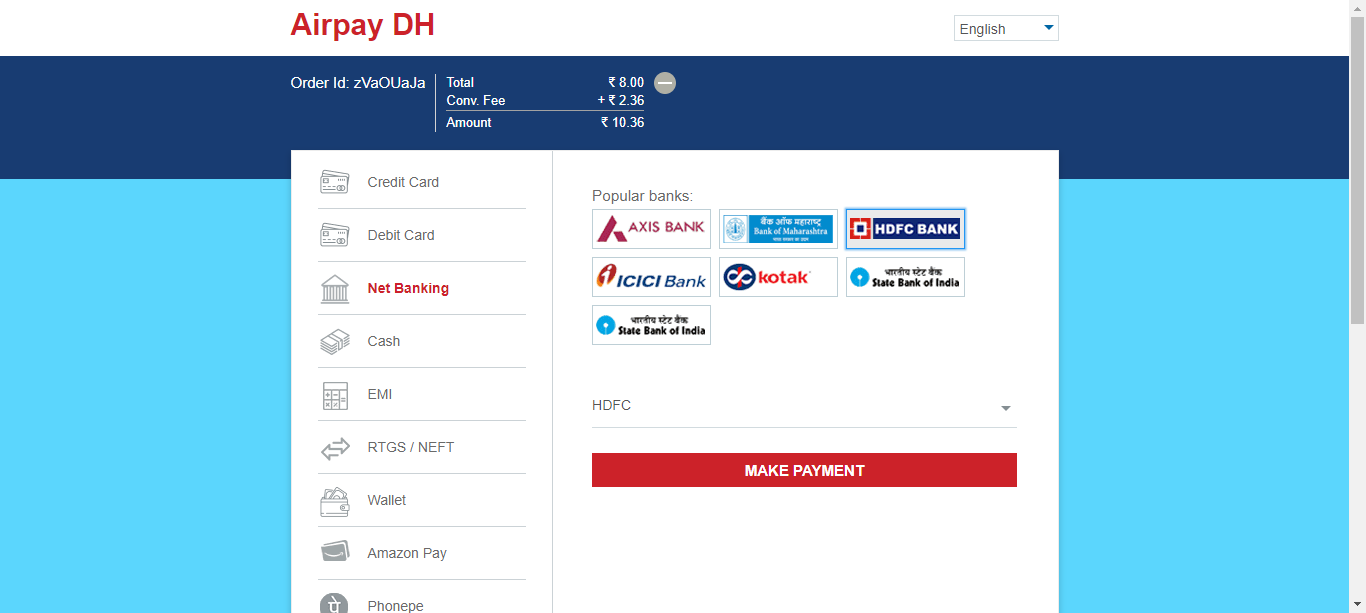 Airpay DH
English
Order Id: zVaOUaJa
Total ₹ 8.00
Conv. Fee + ₹ 2.36
Amount ₹ 10.36
Credit Card
Debit Card
Net Banking
Cash
EMI
RTGS / NEFT
Wallet
Amazon Pay
Phonepe
Popular banks:
AXIS BANK
बैंक ऑफ महाराष्ट्र
Bank of Maharashtra
HDFC BANK
ICICI Bank
kotak
भारतीय स्टेट बैंक
State Bank of India
भारतीय स्टेट बैंक
State Bank of India
HDFC
MAKE PAYMENT